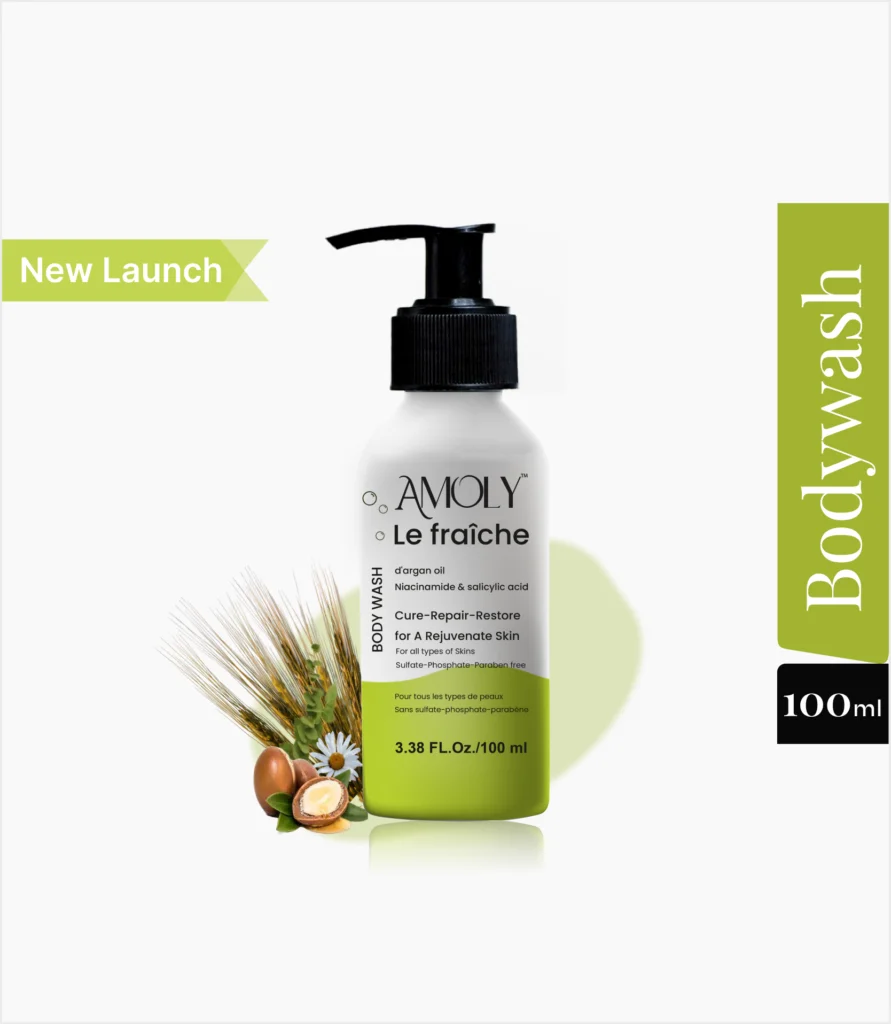 New Launch
AMOLY™
Le fraîche
BODY WASH
d'argan oil
Niacinamide & salicylic acid
Cure-Repair-Restore
for A Rejuvenate Skin
For all types of Skins
Sulfate-Phosphate-Paraben free
Pour tous les types de peaux
Sans sulfate-phosphate-parabène
3.38 FL.Oz./100 ml
Bodywash
100ml